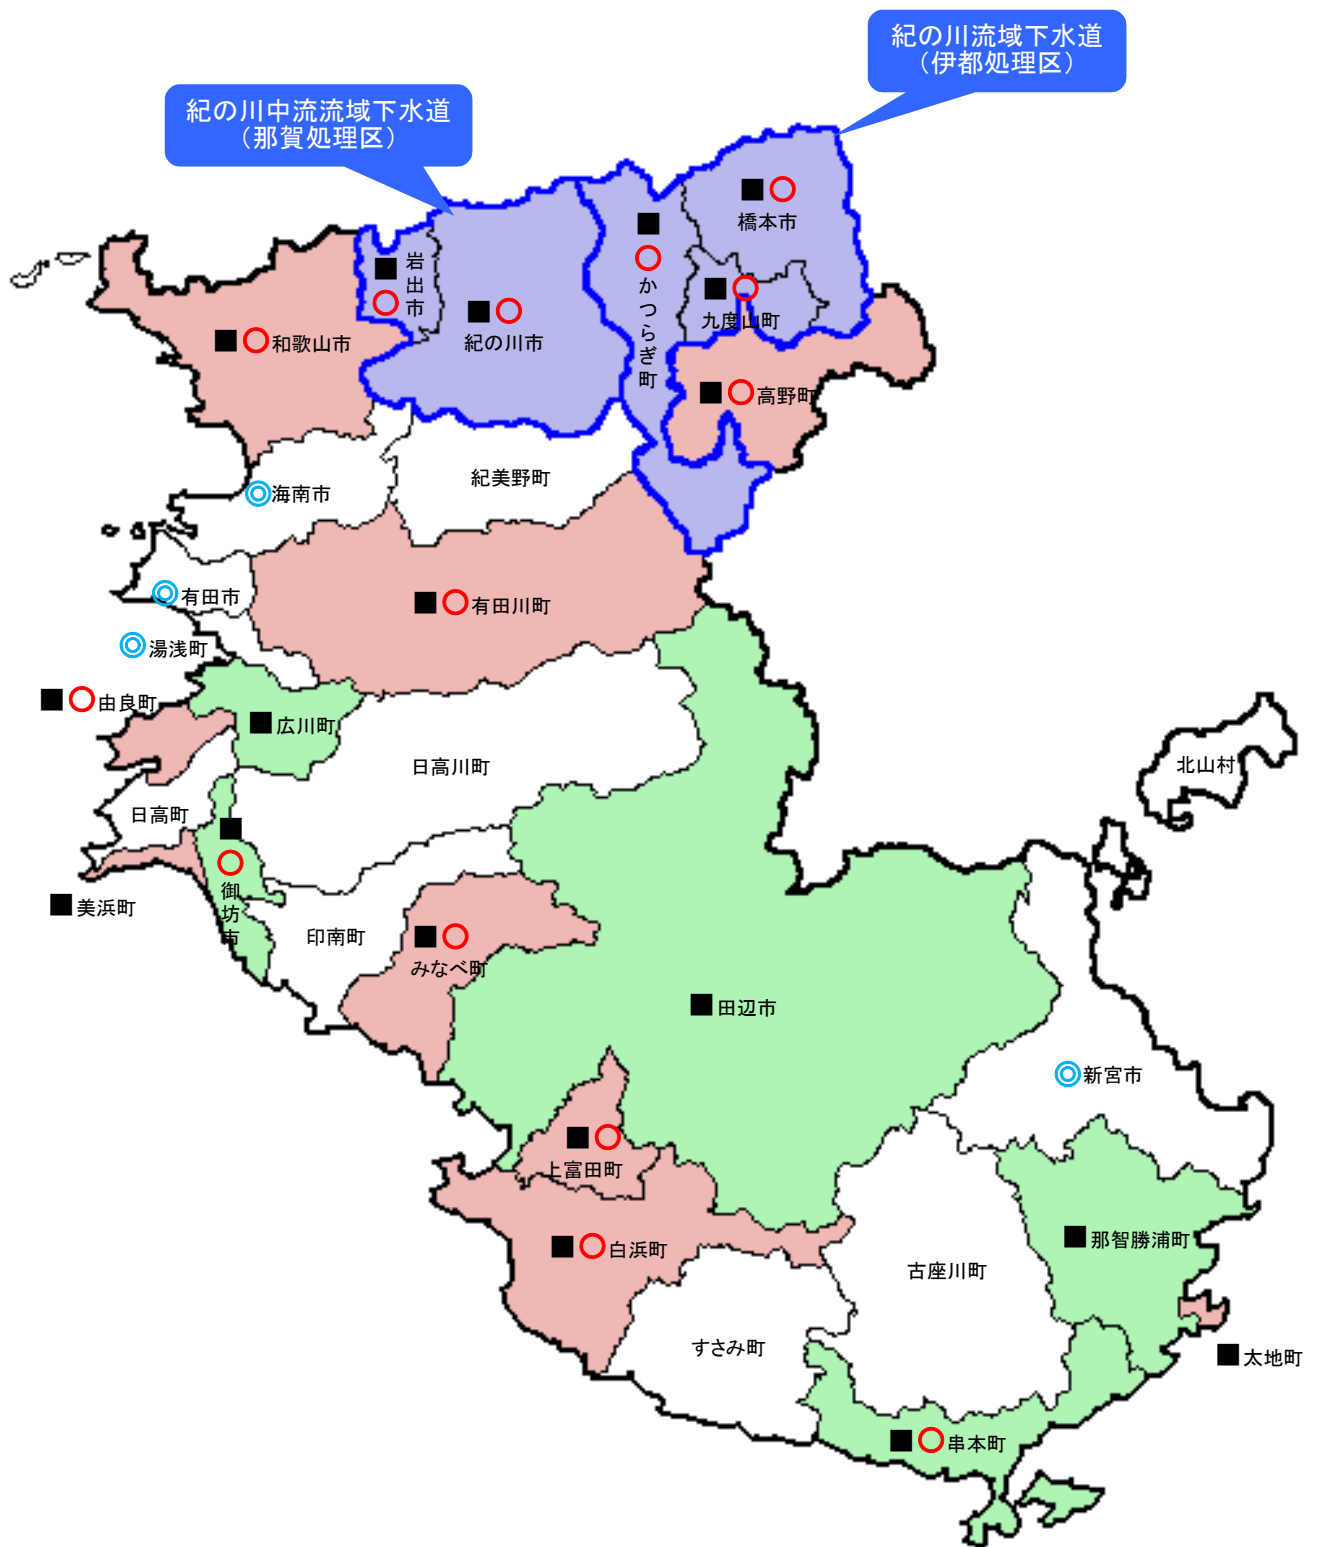 紀の川流域下水道
（伊都処理区）
紀の川中流流域下水道
（那賀処理区）
橋本市
岩出市
かつらぎ町
九度山町
和歌山市
紀の川市
高野町
紀美野町
海南市
有田市
有田川町
湯浅町
由良町
広川町
日高川町
北山村
日高町
御坊市
美浜町
印南町
みなべ町
田辺市
新宮市
上富田町
那智勝浦町
白浜町
古座川町
すさみ町
太地町
串本町